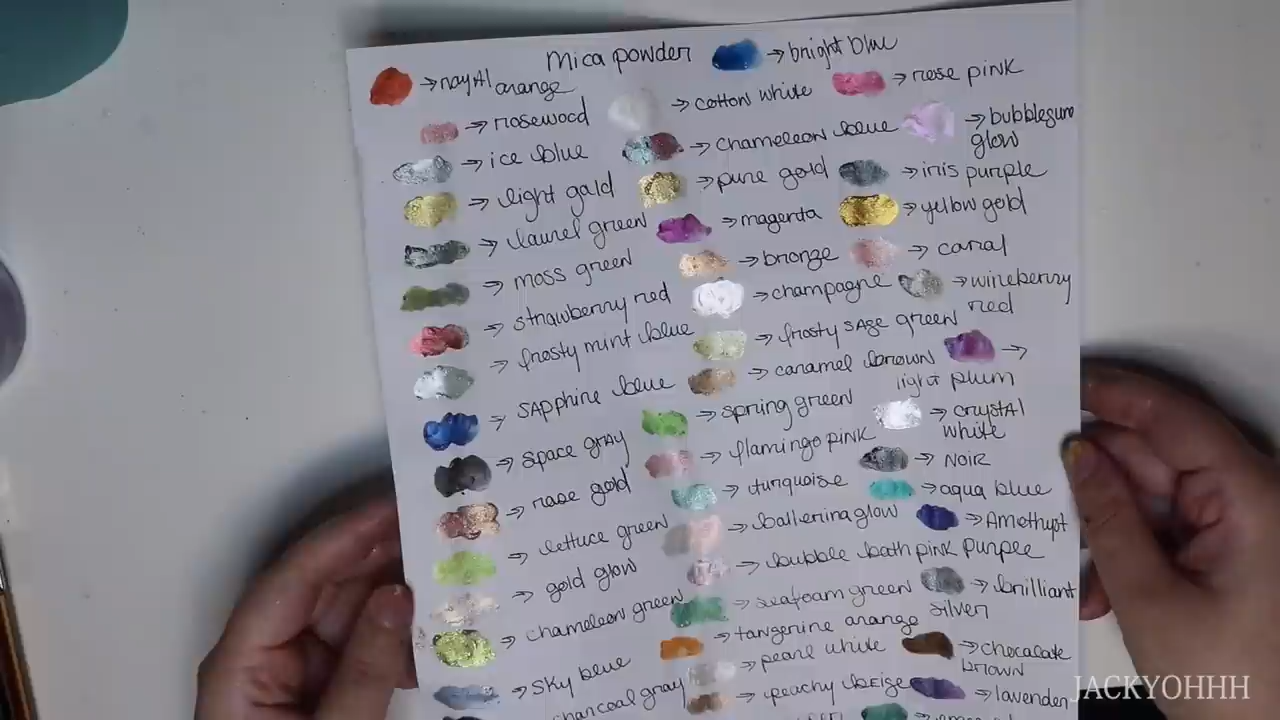 Mica powder
bright blue
nayAl orange
cotton white
rose pink
rosewood
chameleon blue
bubblegum glow
ice blue
pure gold
iris purple
light gold
magenta
yellow gold
laurel green
bronze
coral
moss green
champagne
wineberry red
strawberry red
frosty sage green
frosty mint blue
caramel brown
light plum
sapphire blue
spring green
crystal white
space gray
flamingo pink
NOIR
rose gold
turquoise
aqua blue
lettuce green
ballerina glow
Amethyst
gold glow
bubble bath pink purple
chameleon green
seafoam green
brilliant silver
sky blue
tangerine orange
chocolate brown
charcoal gray
pearl white
lavender
peachy beige
JACKYOHHH